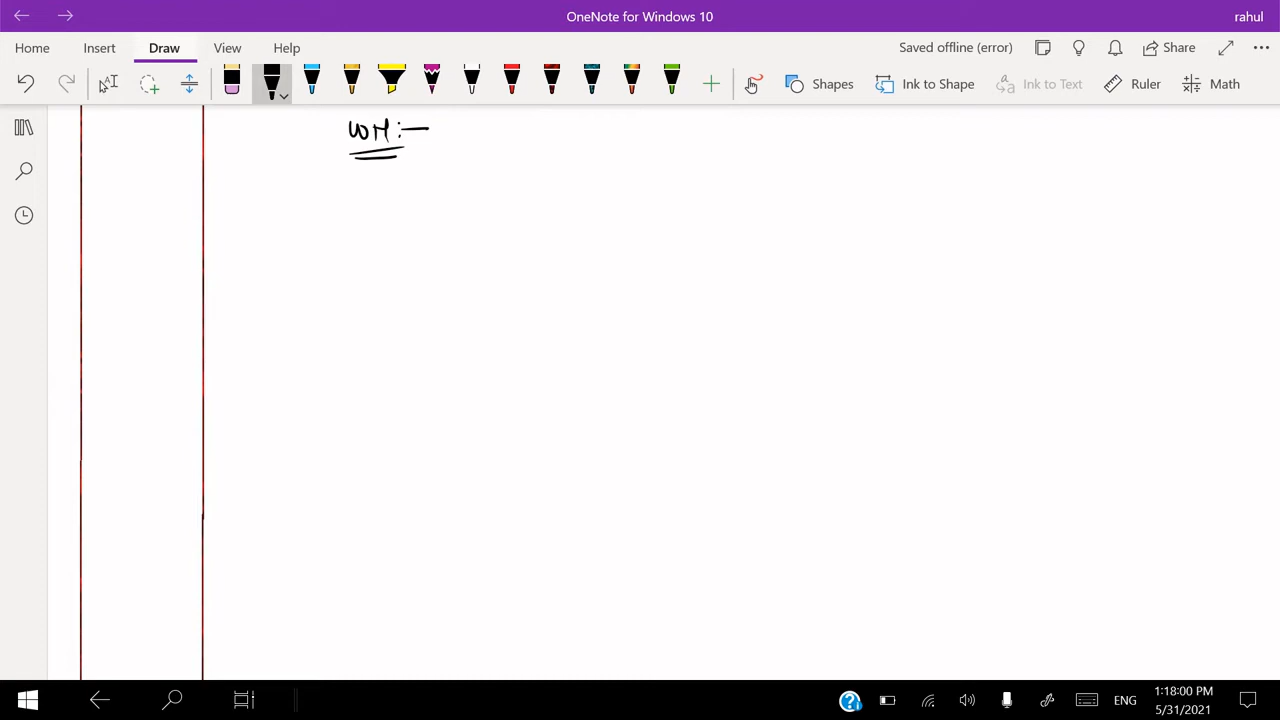 OneNote for Windows 10
rahul
Home Insert Draw View Help
Saved offline (error) Share
Shapes Ink to Shape Ink to Text Ruler Math
WH:—
ENG
1:18:00 PM
5/31/2021